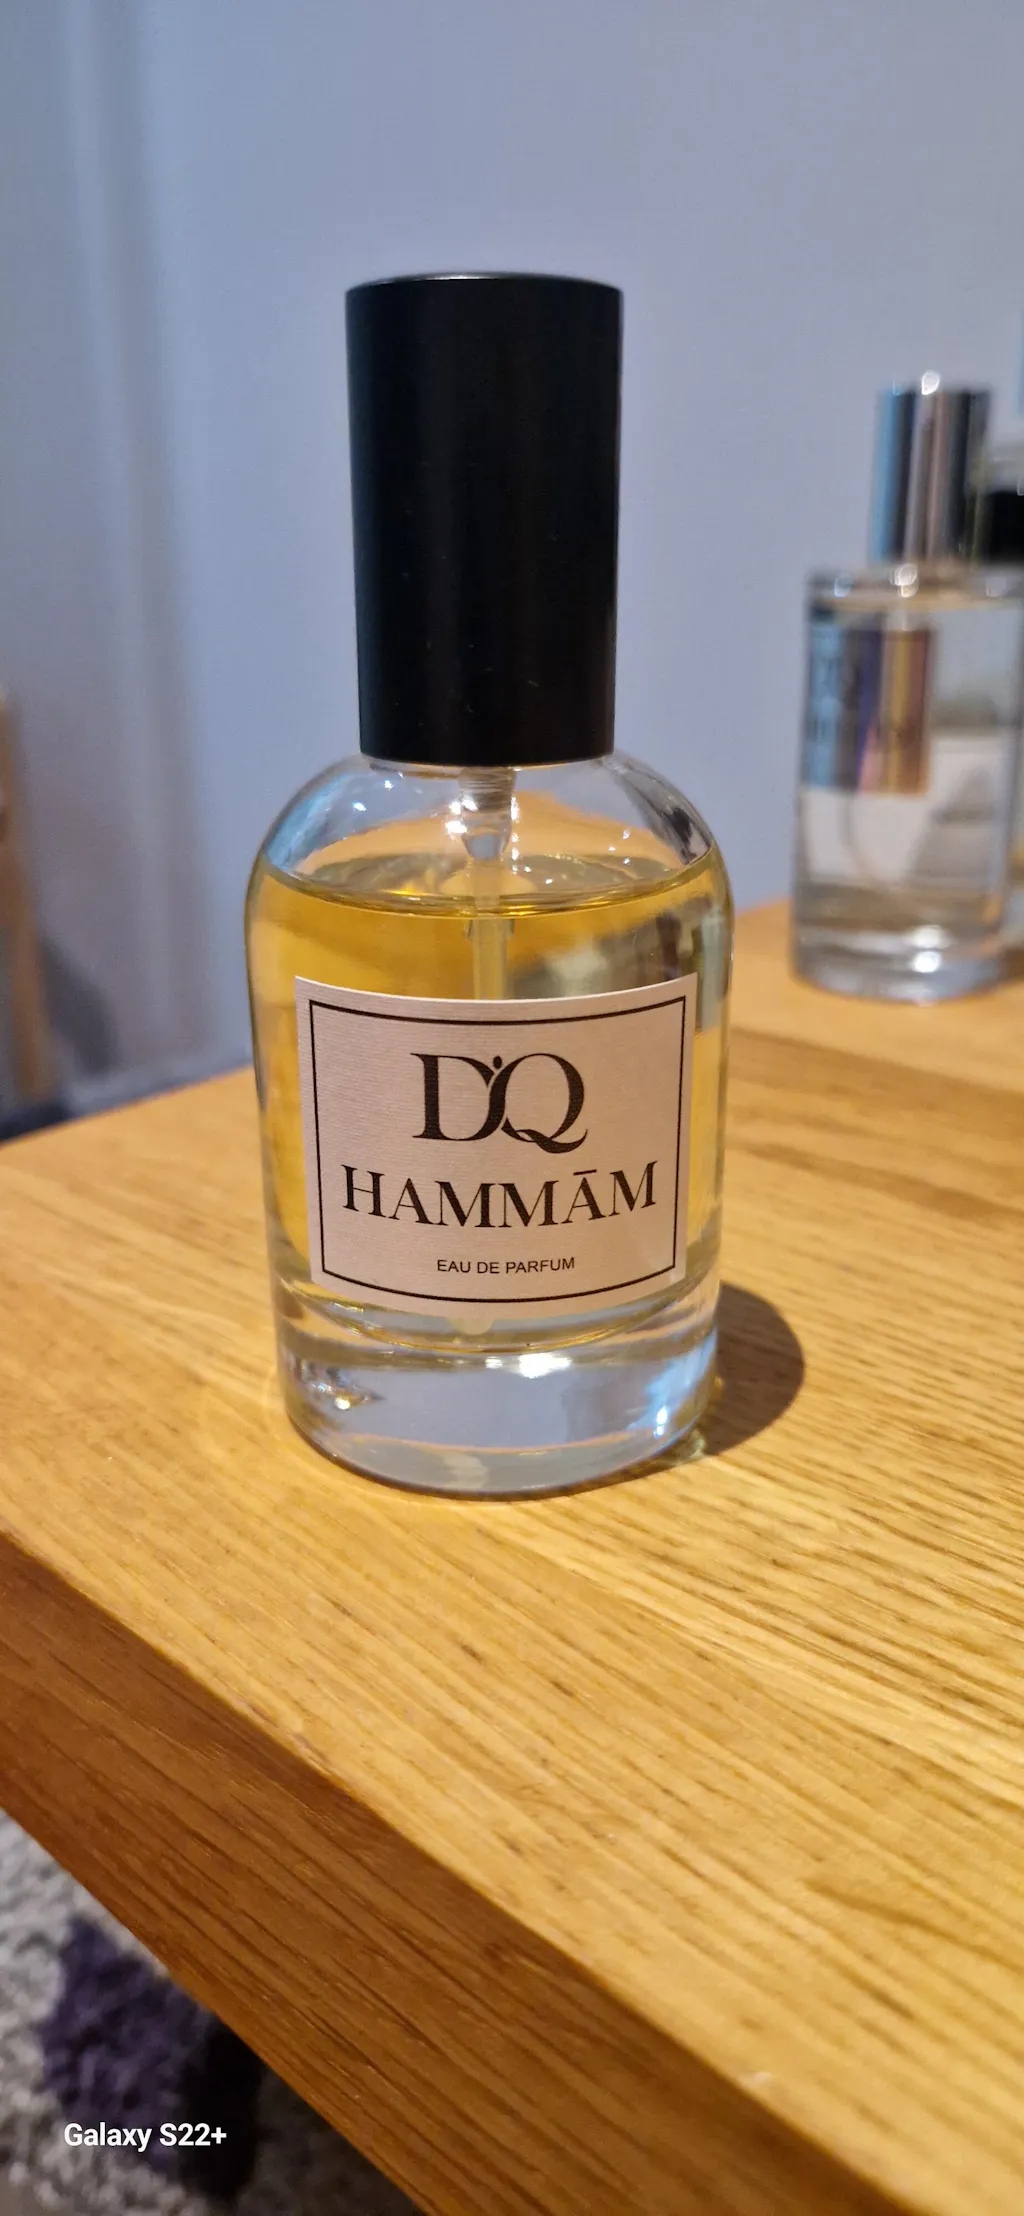 DQ
HAMMĀM
EAU DE PARFUM
Galaxy S22+